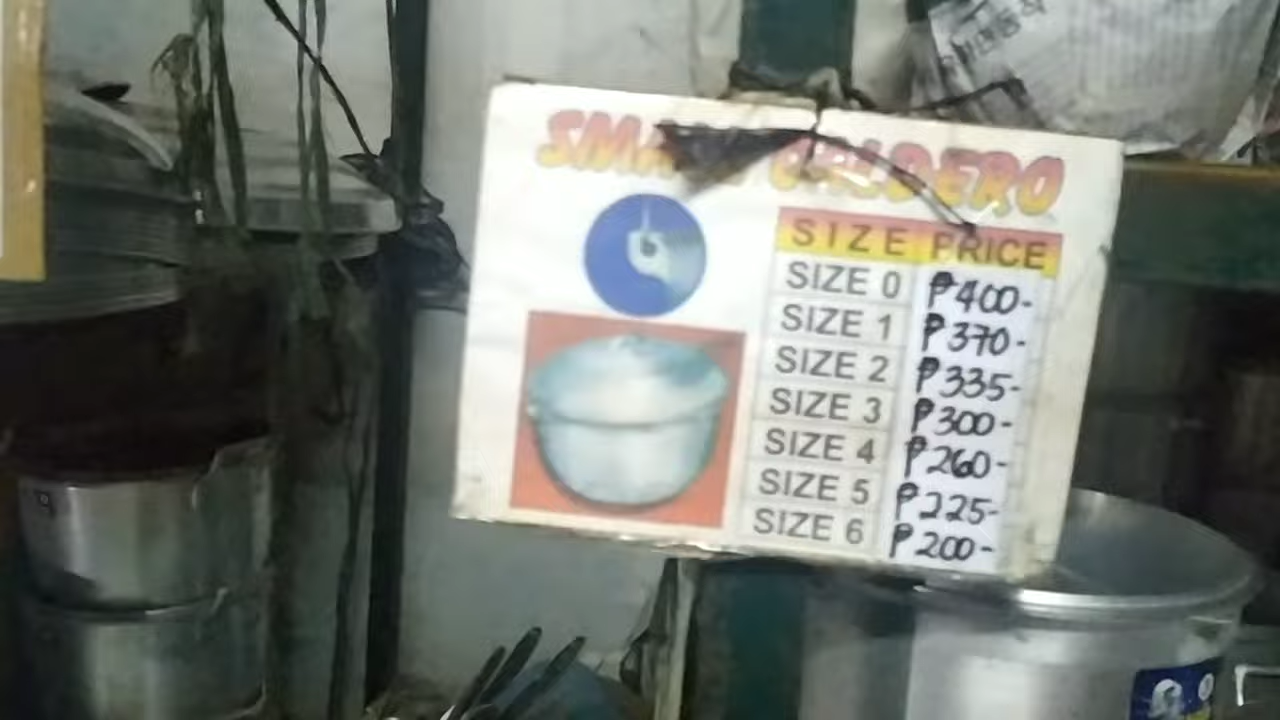 CALDERO
SIZE PRICE
SIZE 0 ₱400-
SIZE 1 ₱370-
SIZE 2 ₱335-
SIZE 3 ₱300-
SIZE 4 ₱260-
SIZE 5 ₱225-
SIZE 6 ₱200-